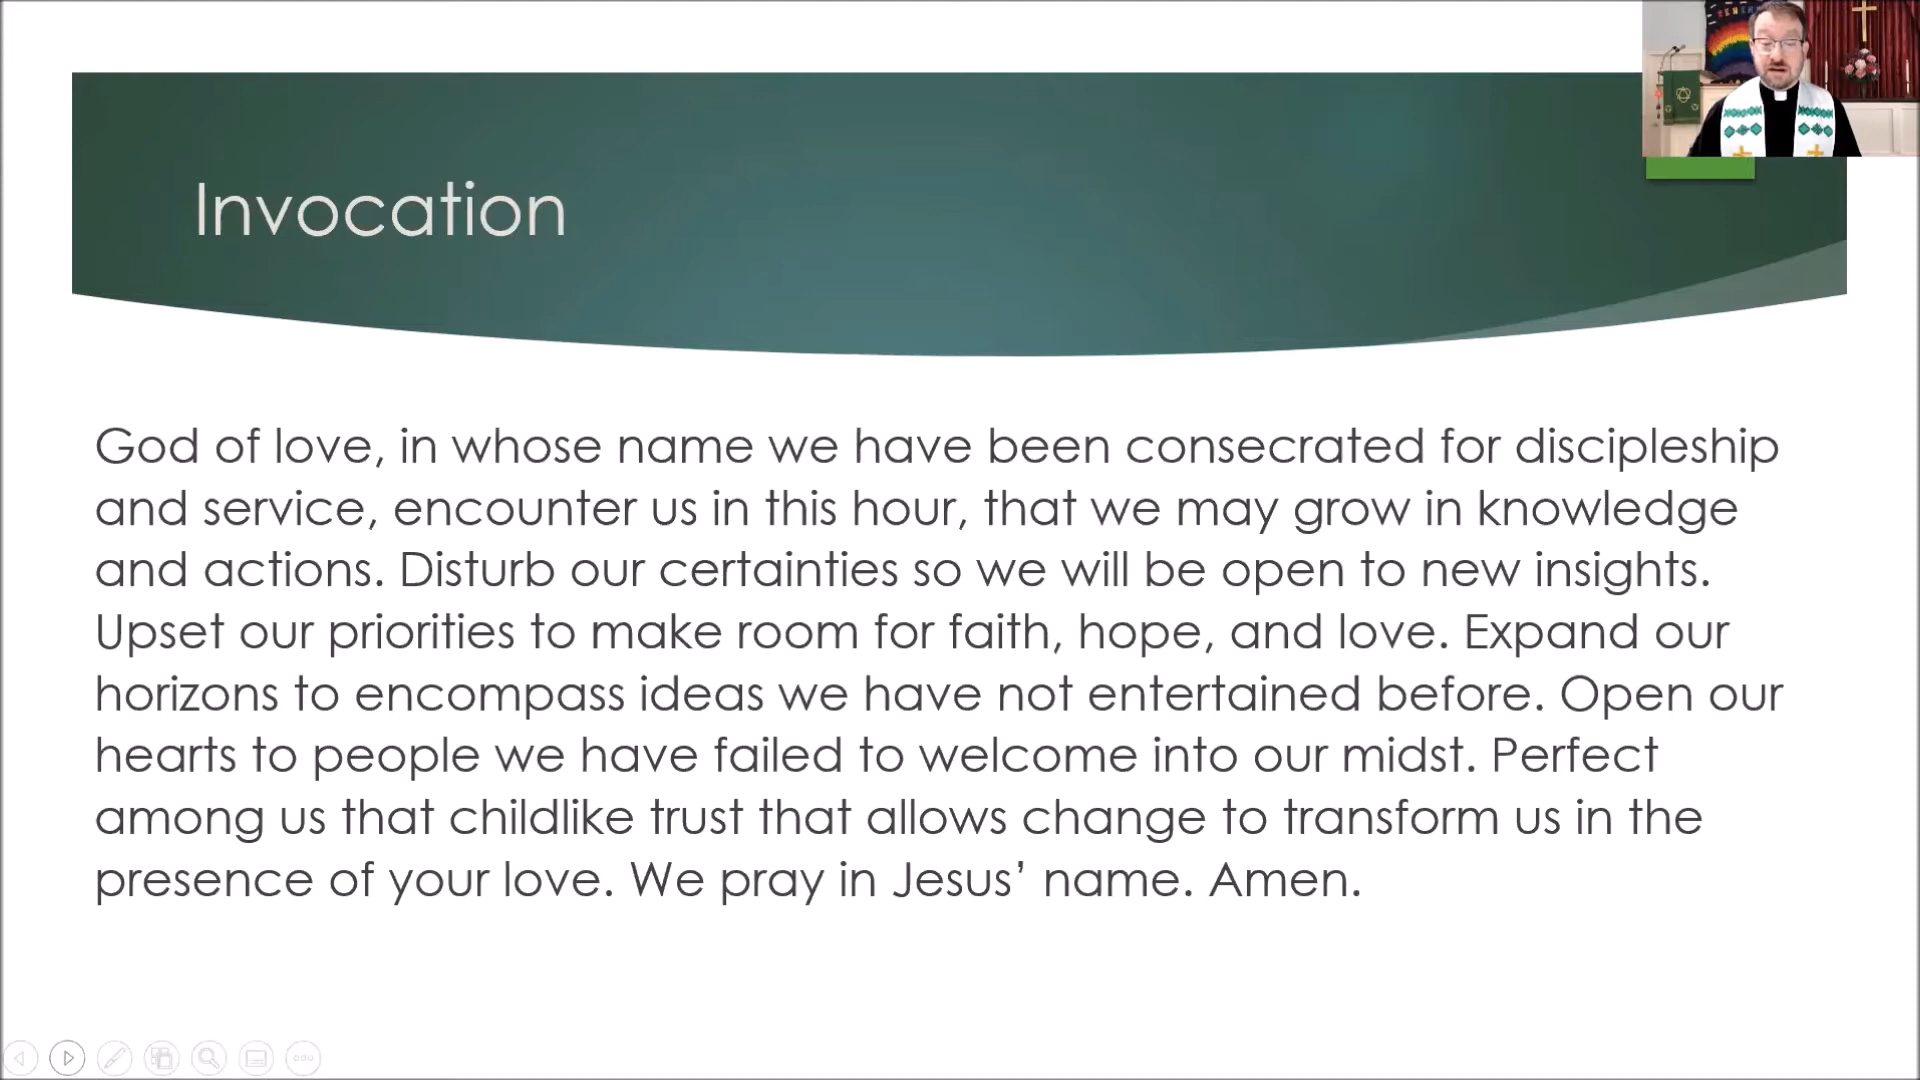 Invocation
God of love, in whose name we have been consecrated for discipleship
and service, encounter us in this hour, that we may grow in knowledge
and actions. Disturb our certainties so we will be open to new insights.
Upset our priorities to make room for faith, hope, and love. Expand our
horizons to encompass ideas we have not entertained before. Open our
hearts to people we have failed to welcome into our midst. Perfect
among us that childlike trust that allows change to transform us in the
presence of your love. We pray in Jesus’ name. Amen.